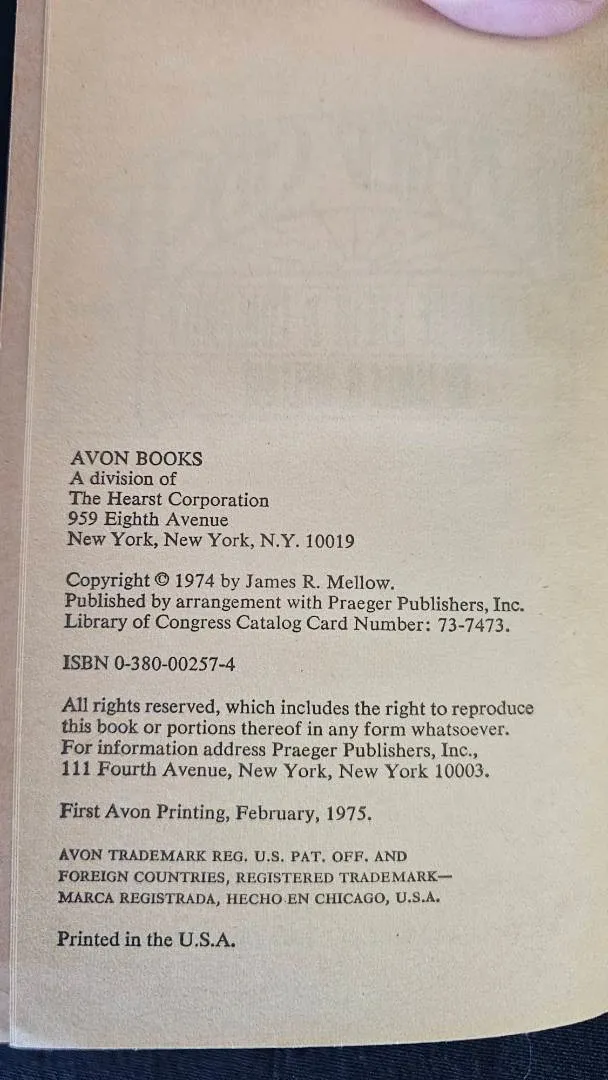 AVON BOOKS
A division of
The Hearst Corporation
959 Eighth Avenue
New York, New York, N.Y. 10019
Copyright © 1974 by James R. Mellow.
Published by arrangement with Praeger Publishers, Inc.
Library of Congress Catalog Card Number: 73-7473.
ISBN 0-380-00257-4
All rights reserved, which includes the right to reproduce
this book or portions thereof in any form whatsoever.
For information address Praeger Publishers, Inc.,
111 Fourth Avenue, New York, New York 10003.
First Avon Printing, February, 1975.
AVON TRADEMARK REG. U.S. PAT. OFF. AND
FOREIGN COUNTRIES, REGISTERED TRADEMARK—
MARCA REGISTRADA, HECHO EN CHICAGO, U.S.A.
Printed in the U.S.A.